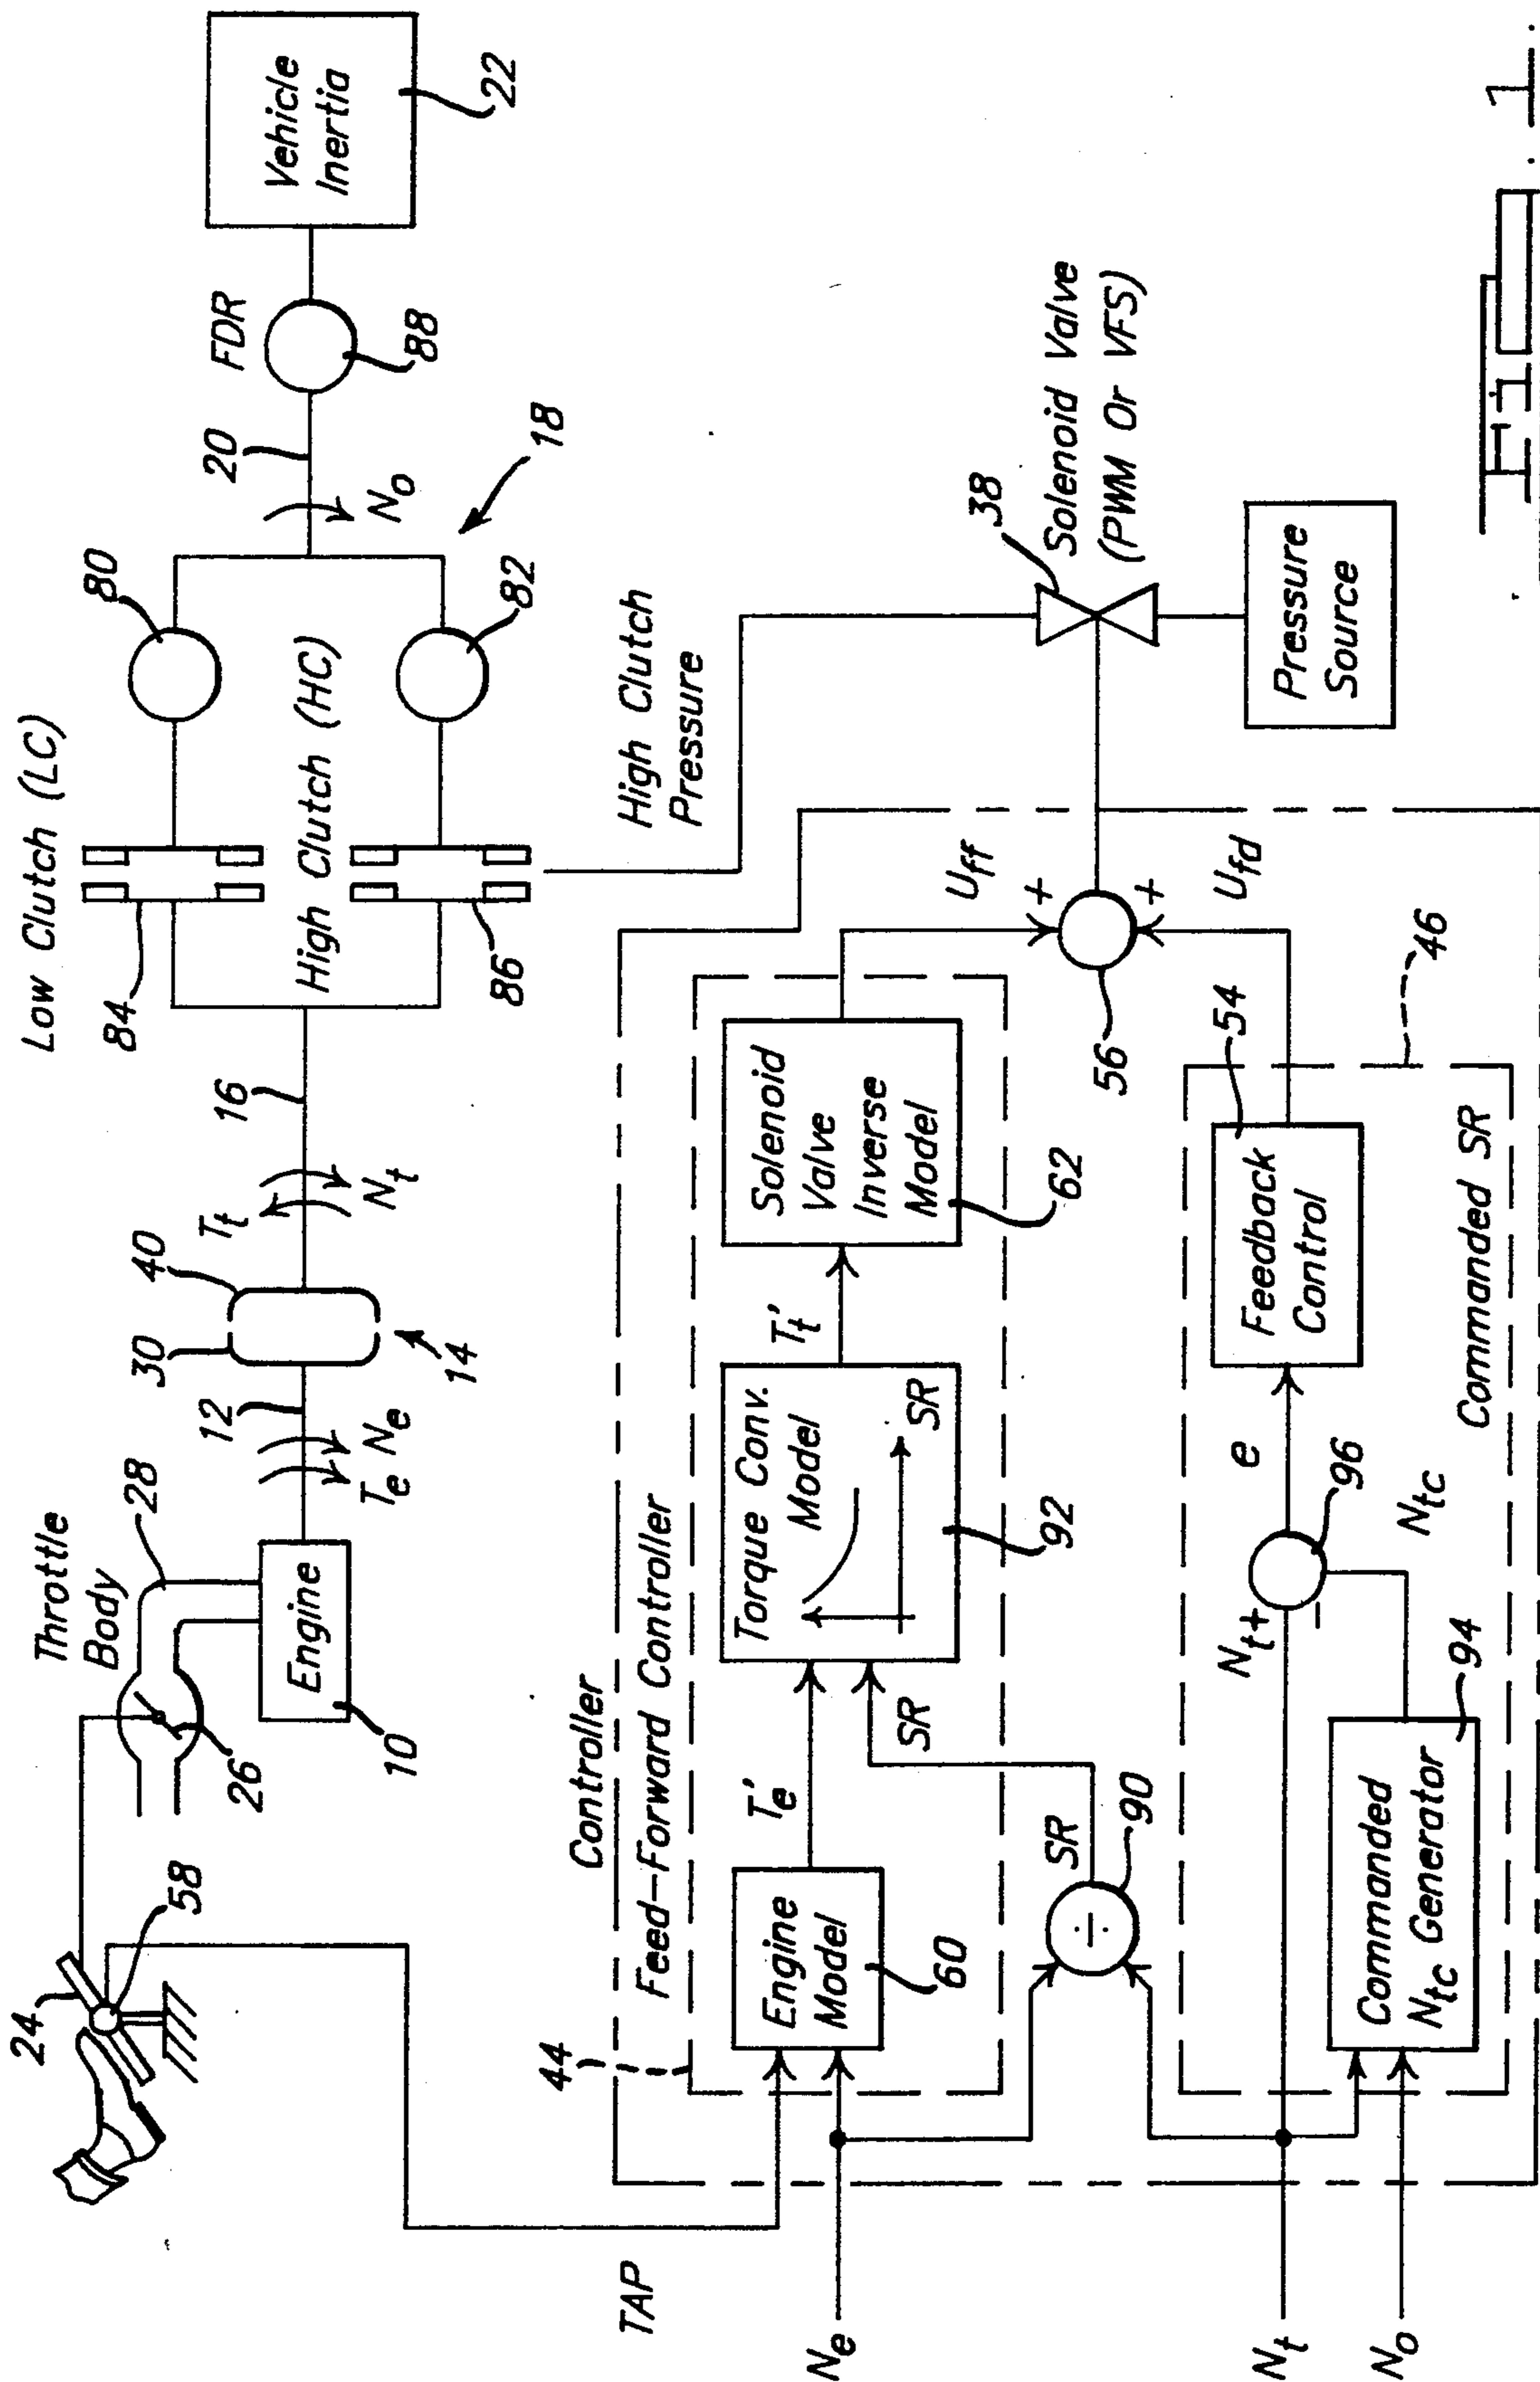 Throttle
Body
24
58
26
28
Engine
10
12
Te Ne
30
40
14
Tt
Nt
16
Low Clutch (LC)
84
High Clutch (HC)
86
80
82
18
20
No
FDR
88
Vehicle
Inertia
22
High Clutch
Pressure
38
Solenoid Valve
(PWM Or VFS)
Pressure
Source
Controller
Feed-Forward Controller
44
TAP
Ne
Engine
Model
60
Te'
SR
Torque Conv.
Model
SR
92
Tt'
Solenoid
Valve
Inverse
Model
62
Uff
+
+
Ufd
56
÷
SR
90
Nt
No
Commanded
Ntc Generator
94
Nt+
−
Ntc
96
e
Feedback
Control
54
46
Commanded SR
Fig. 1.